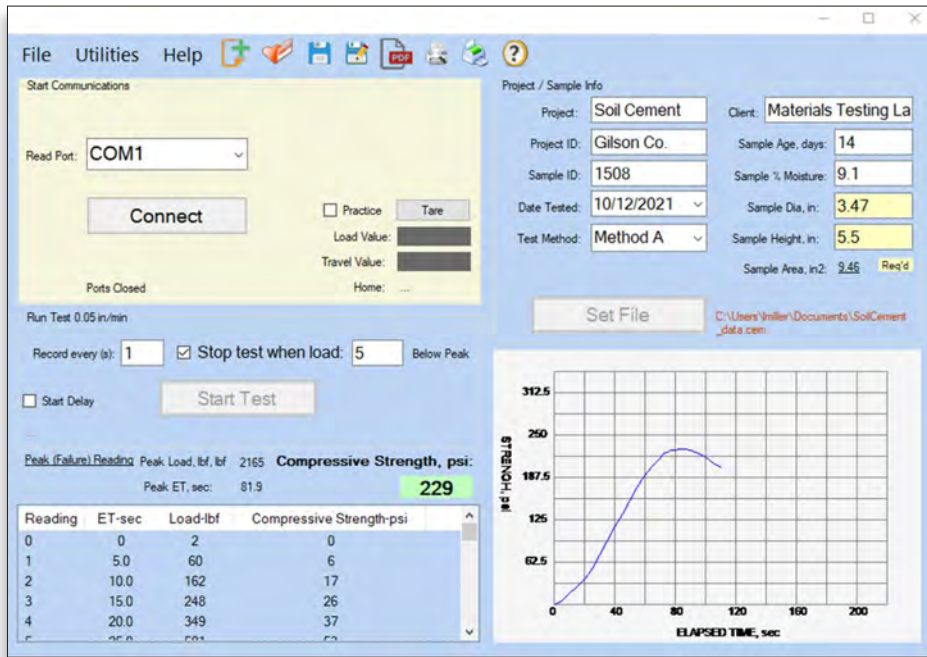 File Utilities Help PDF ?
Start Communications
Read Port: COM1
Connect
Practice Tare
Load Value:
Travel Value:
Ports Closed Home: ...
Project / Sample Info
Project: Soil Cement Client: Materials Testing La
Project ID: Gilson Co. Sample Age, days: 14
Sample ID: 1508 Sample % Moisture: 9.1
Date Tested: 10/12/2021 Sample Dia, in: 3.47
Test Method: Method A Sample Height, in: 5.5
Sample Area, in2: 9.46 Req'd
Set File C:\Users\lmiller\Documents\SoilCement
_data.cem
Run Test 0.05 in/min
Record every (s): 1 Stop test when load: 5 Below Peak
Start Delay Start Test
...
Peak (Failure) Reading Peak Load, lbf, lbf 2165 Compressive Strength, psi:
Peak ET, sec: 81.9 229
Reading ET-sec Load-lbf Compressive Strength-psi
0 0 2 0
1 5.0 60 6
2 10.0 162 17
3 15.0 248 26
4 20.0 349 37
STRENGH, psi
312.5
250
187.5
125
62.5
0 40 80 120 160 200
ELAPSED TIME, sec